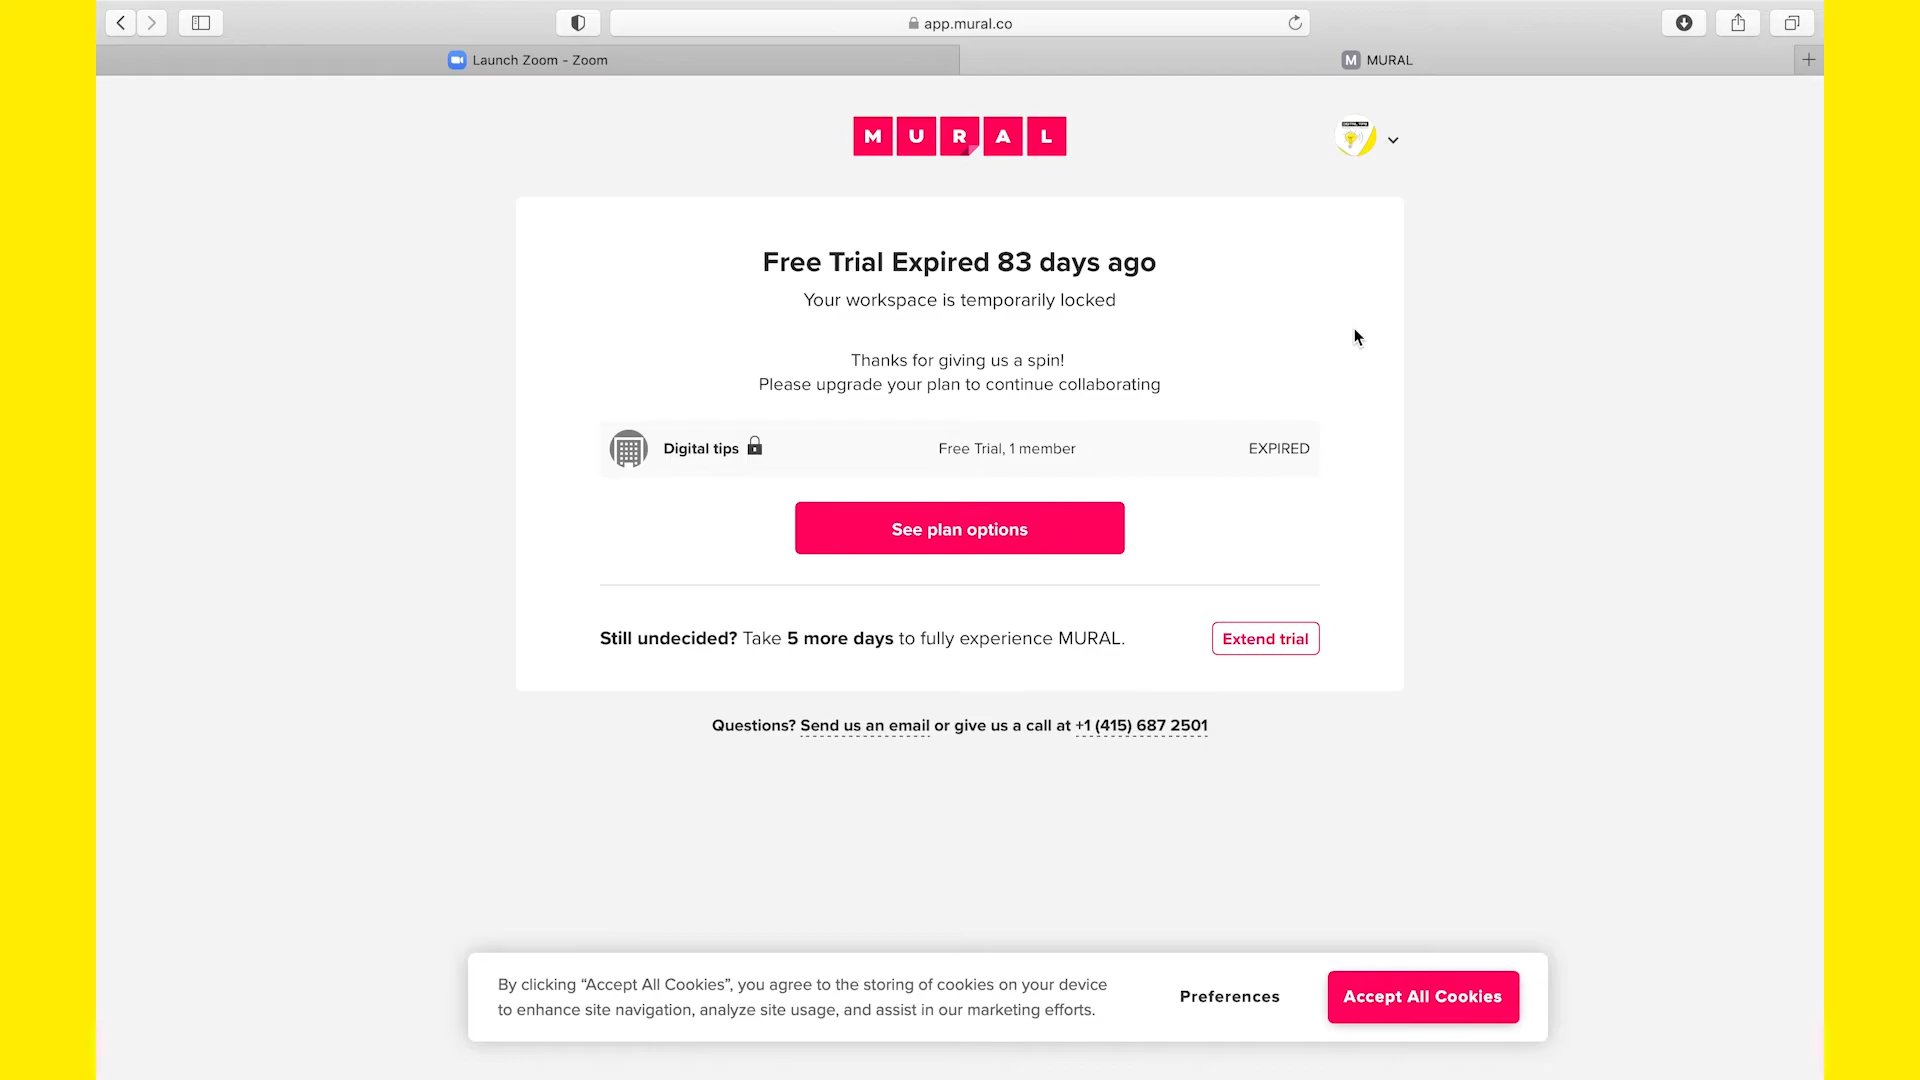 app.mural.co
Launch Zoom - Zoom
M MURAL
MURAL
DIGITAL TIPS
Free Trial Expired 83 days ago
Your workspace is temporarily locked
Thanks for giving us a spin!
Please upgrade your plan to continue collaborating
Digital tips Free Trial, 1 member EXPIRED
See plan options
Still undecided? Take 5 more days to fully experience MURAL. Extend trial
Questions? Send us an email or give us a call at +1 (415) 687 2501
By clicking “Accept All Cookies”, you agree to the storing of cookies on your device
to enhance site navigation, analyze site usage, and assist in our marketing efforts.
Preferences
Accept All Cookies